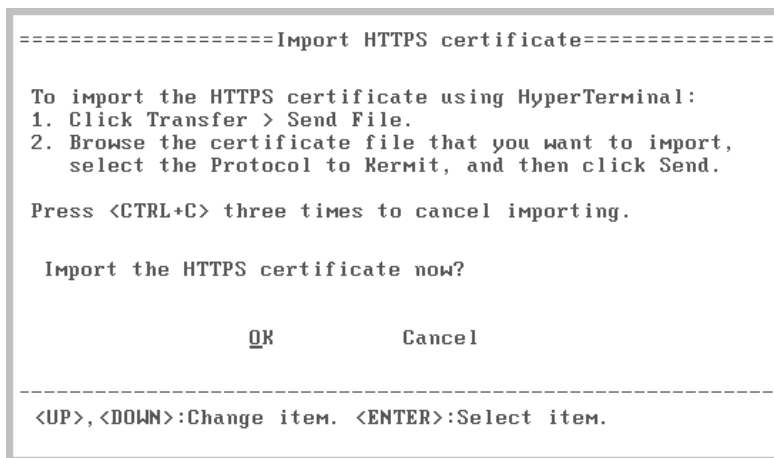 ====================Import HTTPS certificate===============
To import the HTTPS certificate using HyperTerminal:
1. Click Transfer > Send File.
2. Browse the certificate file that you want to import,
select the Protocol to Kermit, and then click Send.
Press <CTRL+C> three times to cancel importing.
Import the HTTPS certificate now?
OK Cancel
-----------------------------------------------------------
<UP>,<DOWN>:Change item. <ENTER>:Select item.